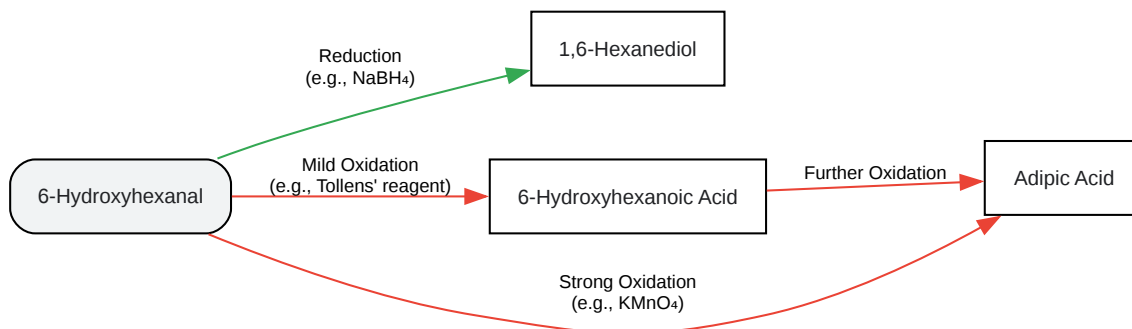 1,6-Hexanediol
Reduction
(e.g., NaBH₄)
6-Hydroxyhexanal
Mild Oxidation
(e.g., Tollens' reagent)
6-Hydroxyhexanoic Acid
Further Oxidation
Adipic Acid
Strong Oxidation
(e.g., KMnO₄)